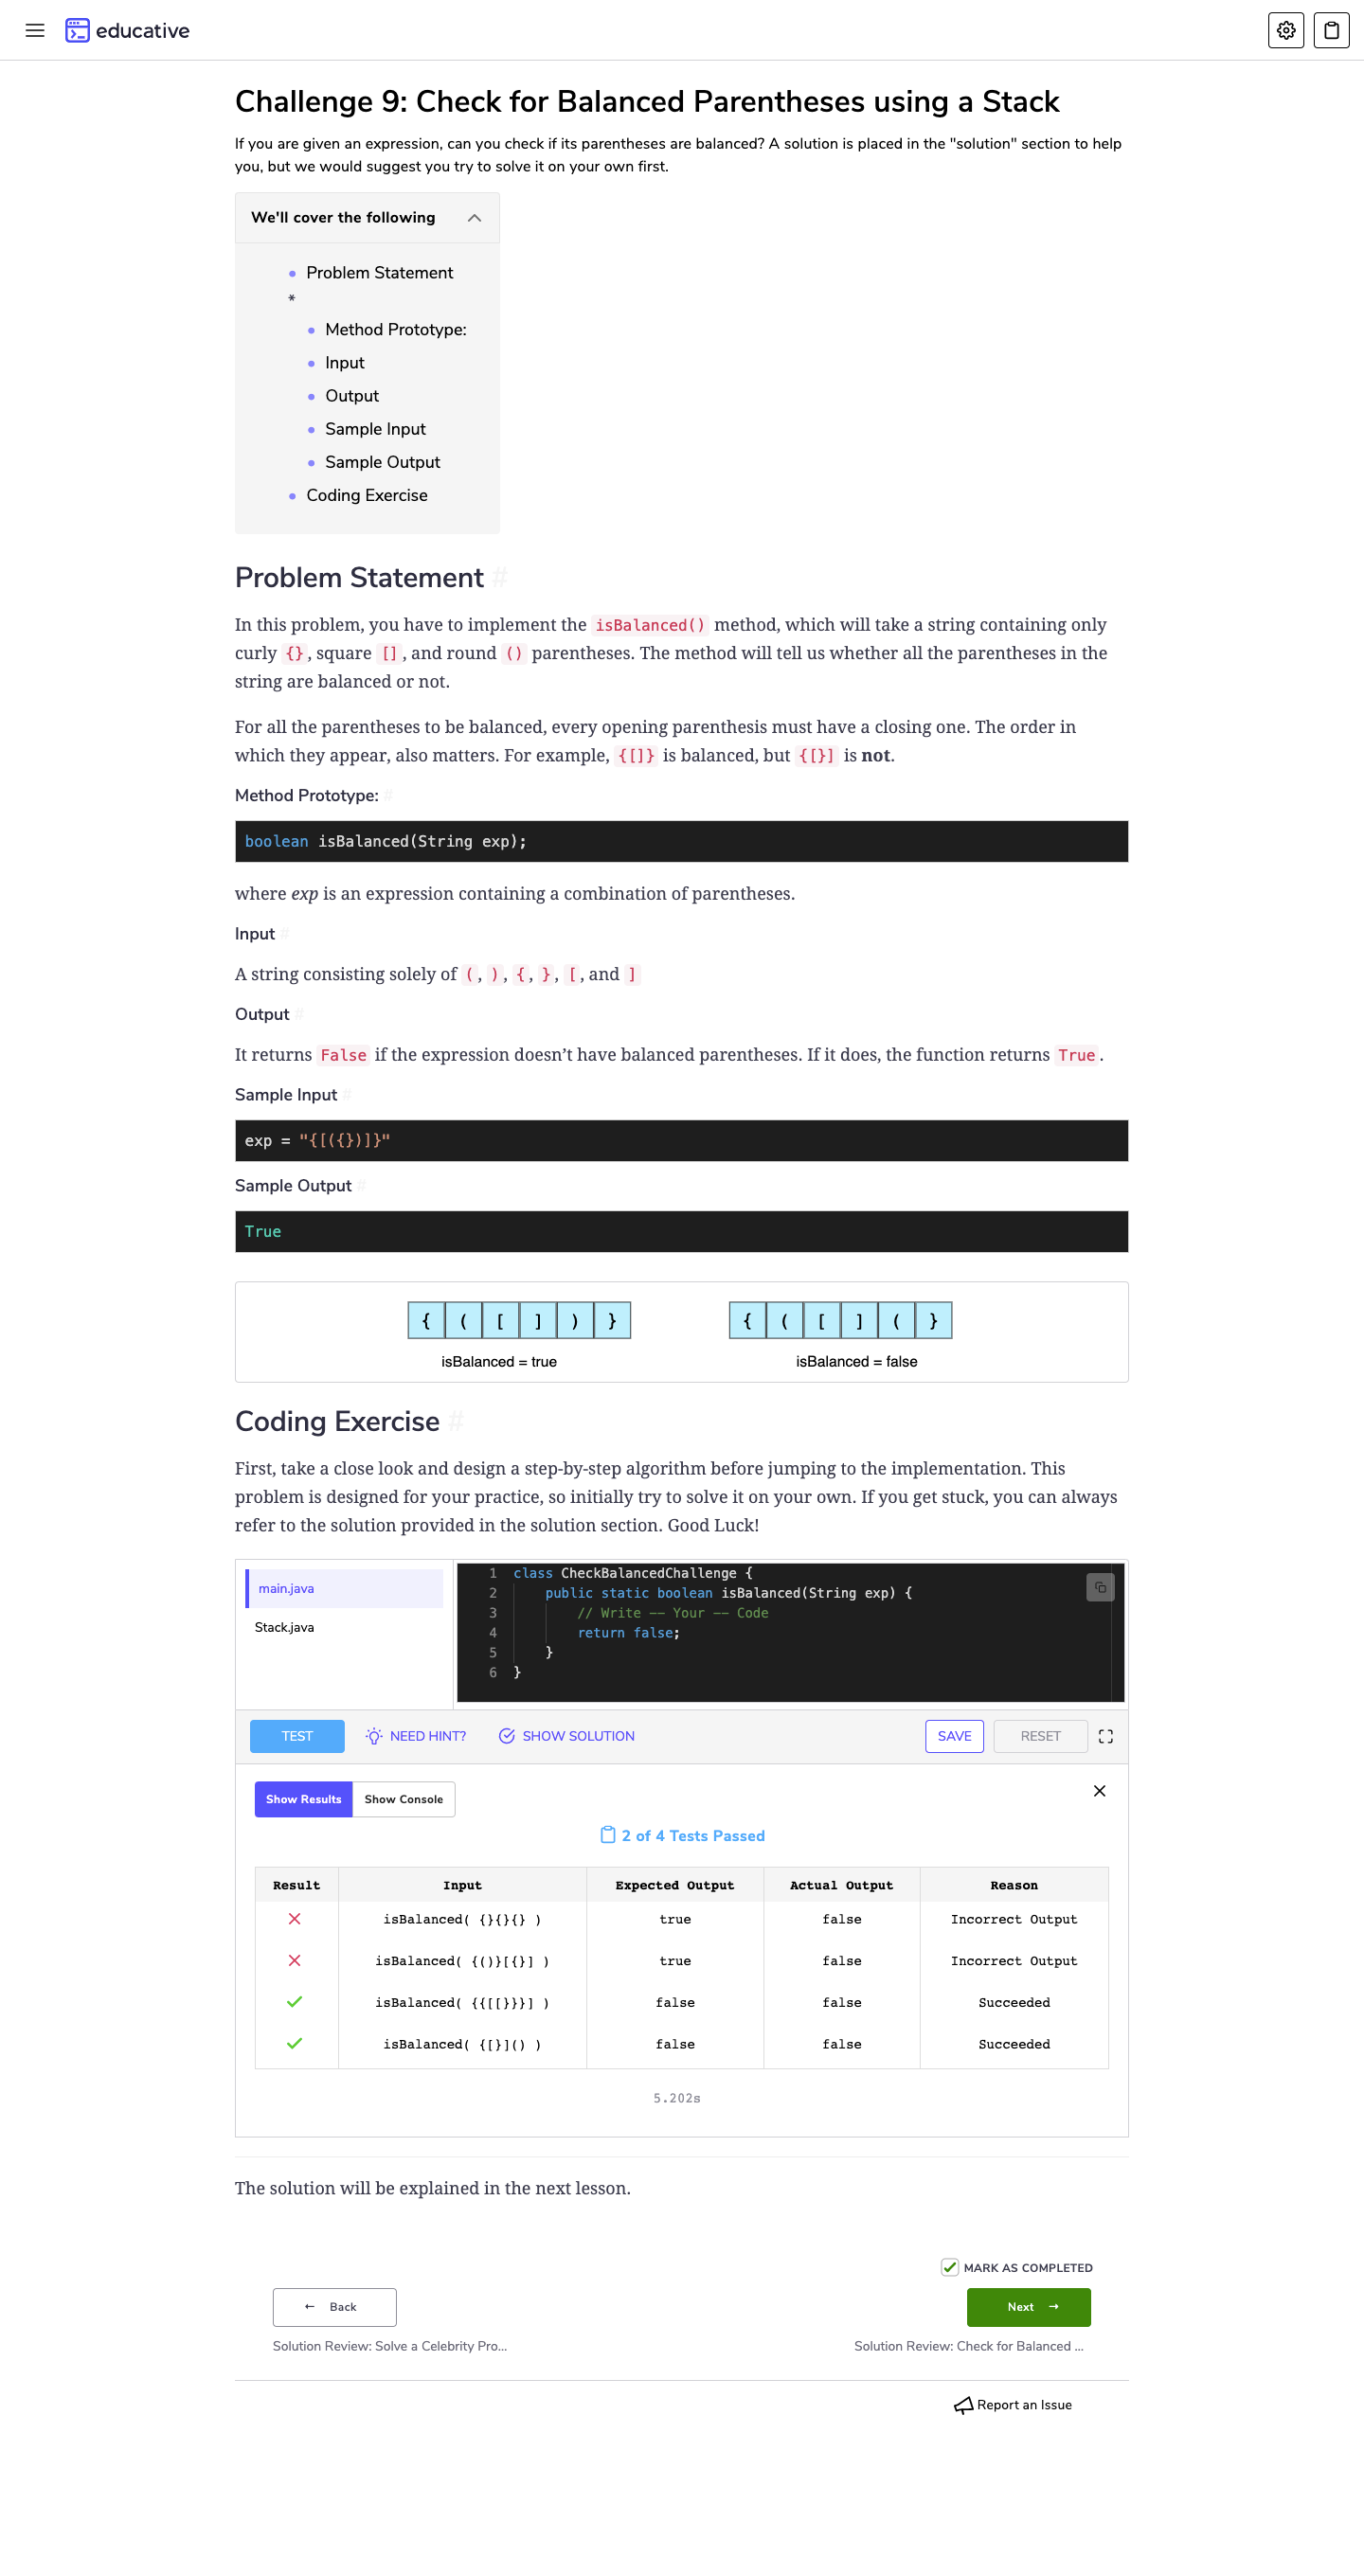 educative
Challenge 9: Check for Balanced Parentheses using a Stack
If you are given an expression, can you check if its parentheses are balanced? A solution is placed in the "solution" section to help
you, but we would suggest you try to solve it on your own first.
We'll cover the following
Problem Statement
*
Method Prototype:
Input
Output
Sample Input
Sample Output
Coding Exercise
Problem Statement #
In this problem, you have to implement the isBalanced() method, which will take a string containing only
curly {}, square [], and round () parentheses. The method will tell us whether all the parentheses in the
string are balanced or not.
For all the parentheses to be balanced, every opening parenthesis must have a closing one. The order in
which they appear, also matters. For example, {[]} is balanced, but {[}] is not.
Method Prototype: #
boolean isBalanced(String exp);
where exp is an expression containing a combination of parentheses.
Input #
A string consisting solely of (, ), {, }, [, and ]
Output #
It returns False if the expression doesn’t have balanced parentheses. If it does, the function returns True.
Sample Input #
exp = "{[({})]}"
Sample Output #
True
{ ( [ ] ) }
isBalanced = true
{ ( [ ] ( }
isBalanced = false
Coding Exercise #
First, take a close look and design a step-by-step algorithm before jumping to the implementation. This
problem is designed for your practice, so initially try to solve it on your own. If you get stuck, you can always
refer to the solution provided in the solution section. Good Luck!
main.java
Stack.java
1 class CheckBalancedChallenge {
2 public static boolean isBalanced(String exp) {
3 // Write -- Your -- Code
4 return false;
5 }
6 }
TEST NEED HINT? SHOW SOLUTION SAVE RESET
Show Results Show Console
2 of 4 Tests Passed
Result Input Expected Output Actual Output Reason
isBalanced( {}{}{} ) true false Incorrect Output
isBalanced( {()}[{}] ) true false Incorrect Output
isBalanced( {{[[}}}] ) false false Succeeded
isBalanced( {[}]() ) false false Succeeded
5.202s
The solution will be explained in the next lesson.
MARK AS COMPLETED
← Back
Next →
Solution Review: Solve a Celebrity Pro...
Solution Review: Check for Balanced ...
Report an Issue